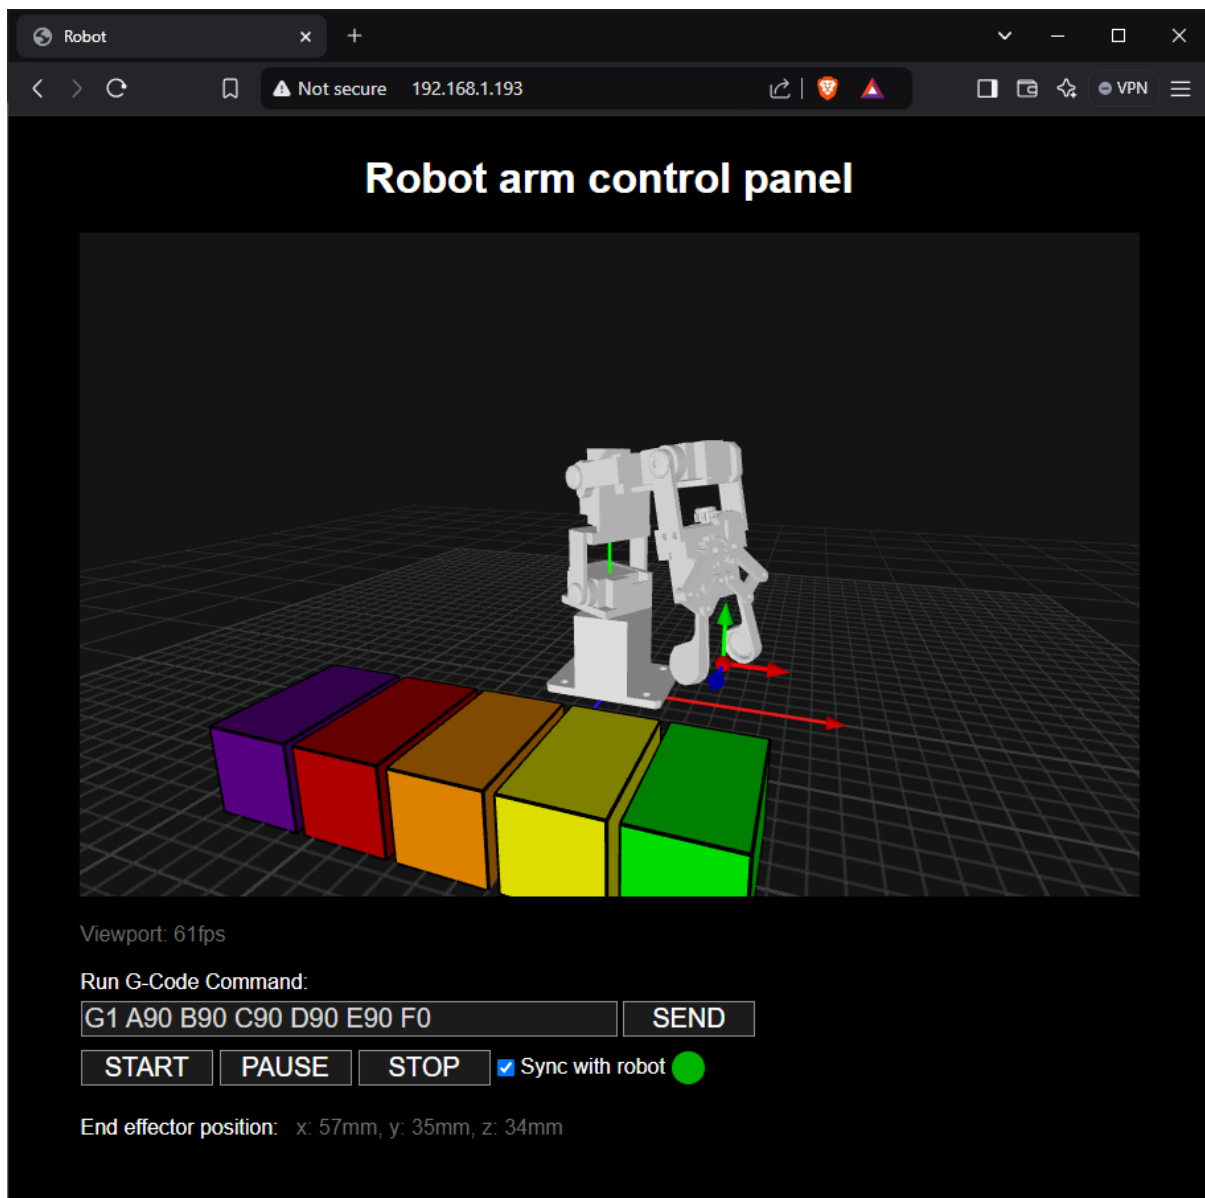 Robot
Not secure 192.168.1.193
VPN
Robot arm control panel
Viewport: 61fps
Run G-Code Command:
G1 A90 B90 C90 D90 E90 F0 SEND
START PAUSE STOP Sync with robot
End effector position: x: 57mm, y: 35mm, z: 34mm